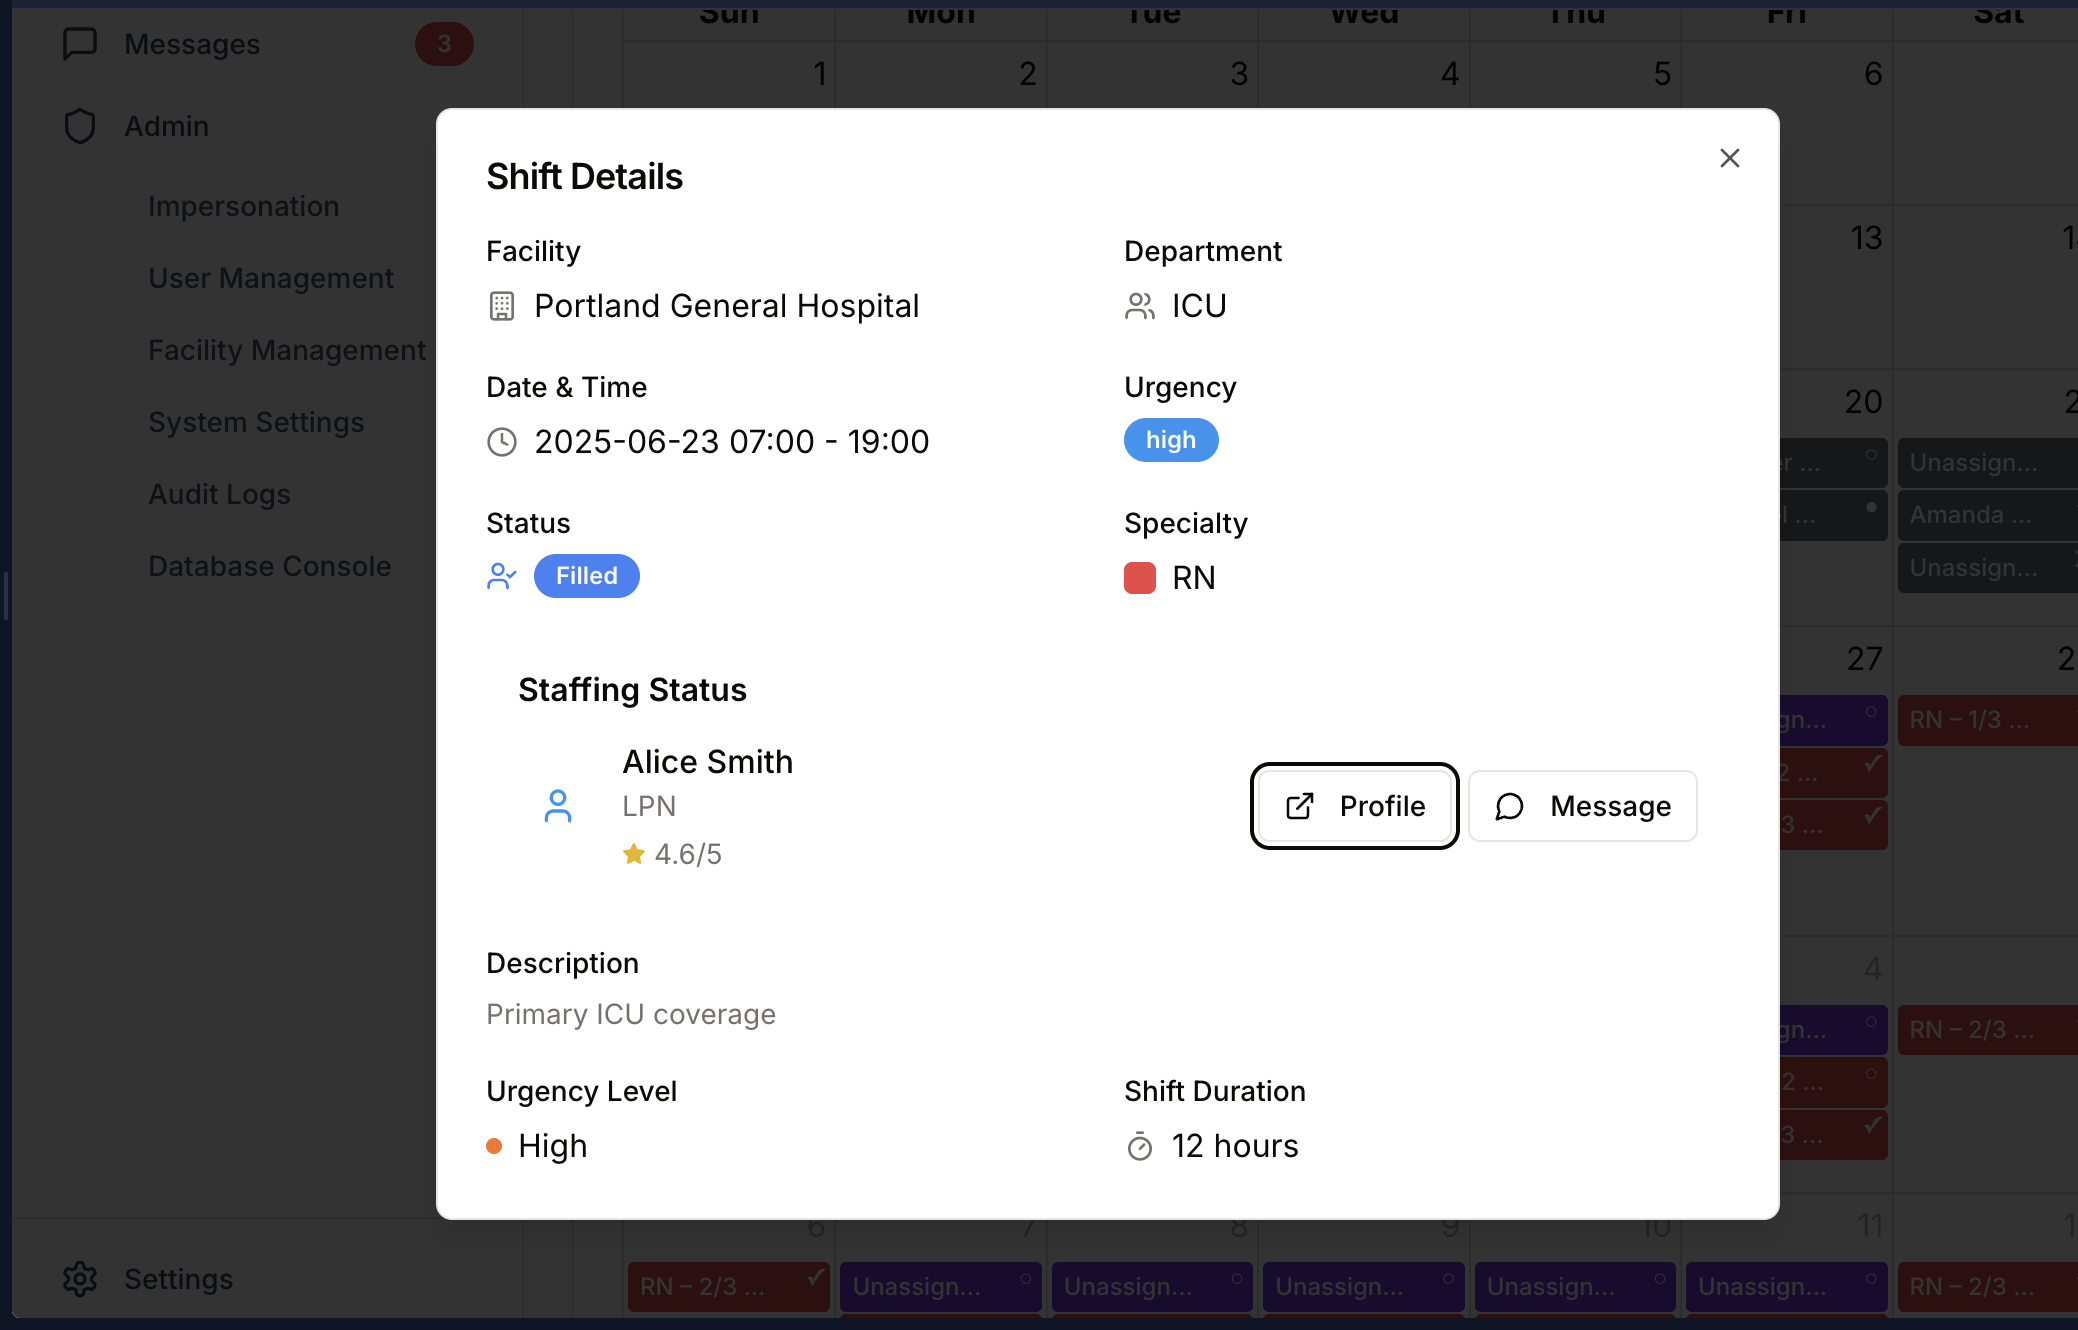 Sun Mon Tue Wed Thu Fri Sat
Messages 3
1 2 3 4 5 6
Admin
Impersonation
User Management
Facility Management
System Settings
Audit Logs
Database Console
Settings
Shift Details
Facility
Portland General Hospital
Department
ICU
Date & Time
2025-06-23 07:00 - 19:00
Urgency
high
Status
Filled
Specialty
RN
Staffing Status
Alice Smith
LPN
4.6/5
Profile
Message
Description
Primary ICU coverage
Urgency Level
High
Shift Duration
12 hours
13
20
Unassign...
Amanda ...
Unassign...
27
RN – 1/3 ...
4
RN – 2/3 ...
6 7 8 9 10 11
RN – 2/3 ...
Unassign...
Unassign...
Unassign...
Unassign...
Unassign...
RN – 2/3 ...